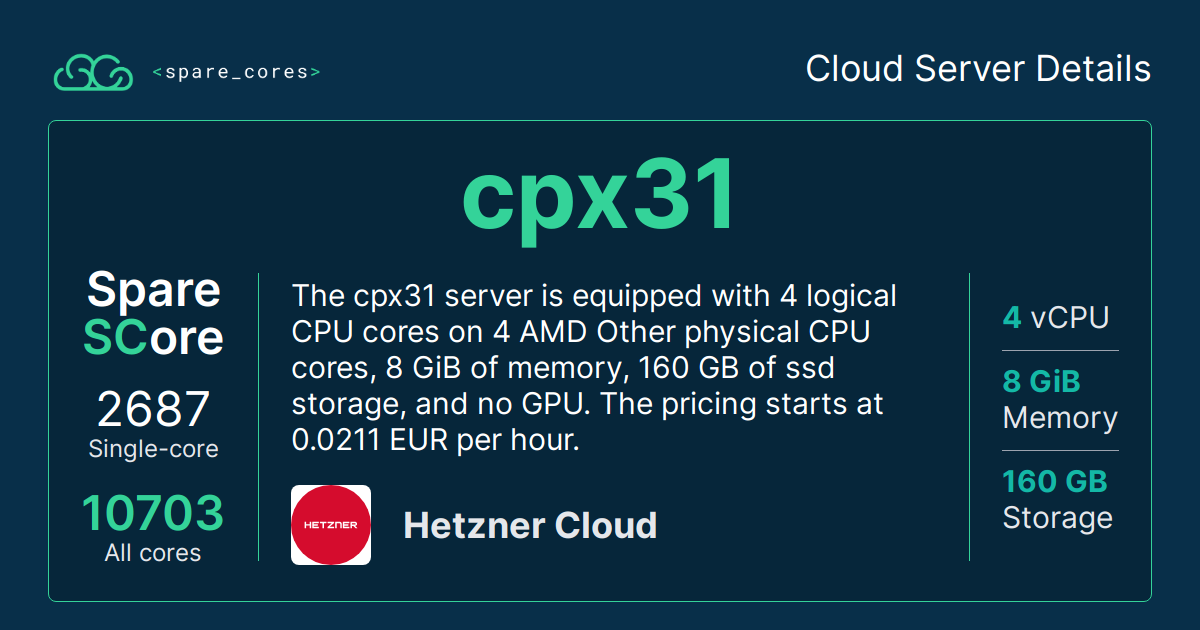 <spare_cores>
Cloud Server Details
cpx31
Spare
SCore
2687
Single-core
10703
All cores
The cpx31 server is equipped with 4 logical
CPU cores on 4 AMD Other physical CPU
cores, 8 GiB of memory, 160 GB of ssd
storage, and no GPU. The pricing starts at
0.0211 EUR per hour.
HETZNER
Hetzner Cloud
4 vCPU
8 GiB
Memory
160 GB
Storage